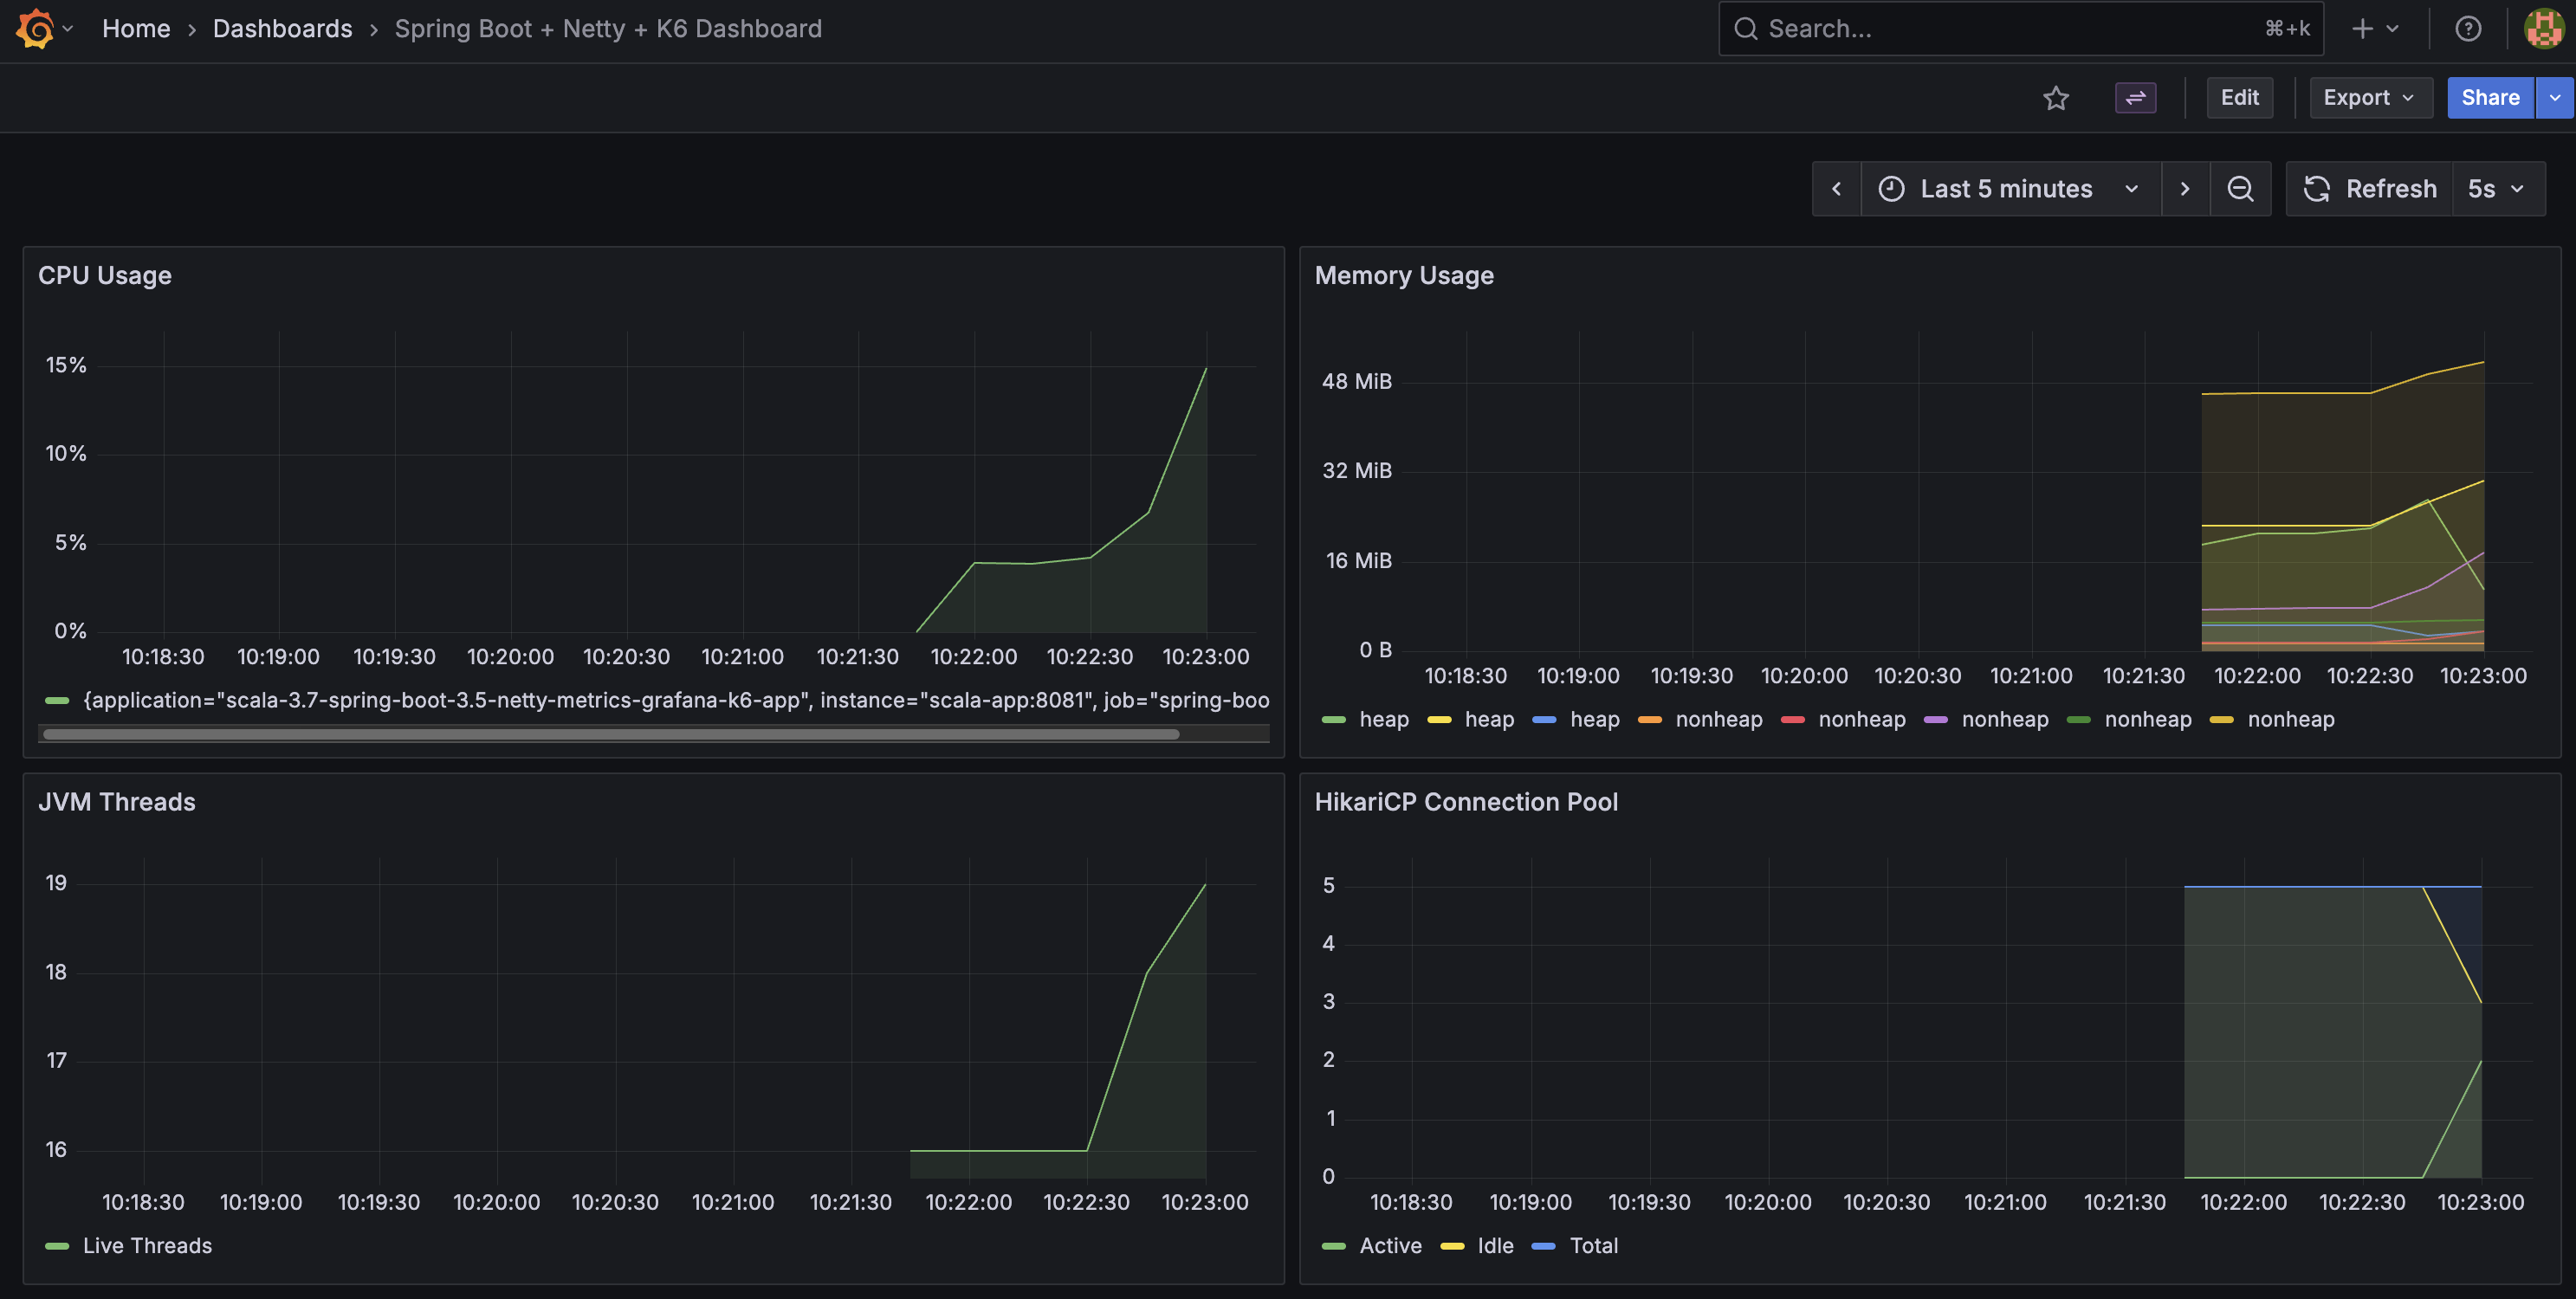 Home > Dashboards > Spring Boot + Netty + K6 Dashboard Search... ⌘+k
Edit Export Share
Last 5 minutes Refresh 5s
CPU Usage
15%
10%
5%
0%
10:18:30 10:19:00 10:19:30 10:20:00 10:20:30 10:21:00 10:21:30 10:22:00 10:22:30 10:23:00
{application="scala-3.7-spring-boot-3.5-netty-metrics-grafana-k6-app", instance="scala-app:8081", job="spring-boo
Memory Usage
48 MiB
32 MiB
16 MiB
0 B
10:18:30 10:19:00 10:19:30 10:20:00 10:20:30 10:21:00 10:21:30 10:22:00 10:22:30 10:23:00
heap heap heap nonheap nonheap nonheap nonheap nonheap
JVM Threads
19
18
17
16
10:18:30 10:19:00 10:19:30 10:20:00 10:20:30 10:21:00 10:21:30 10:22:00 10:22:30 10:23:00
Live Threads
HikariCP Connection Pool
5
4
3
2
1
0
10:18:30 10:19:00 10:19:30 10:20:00 10:20:30 10:21:00 10:21:30 10:22:00 10:22:30 10:23:00
Active Idle Total